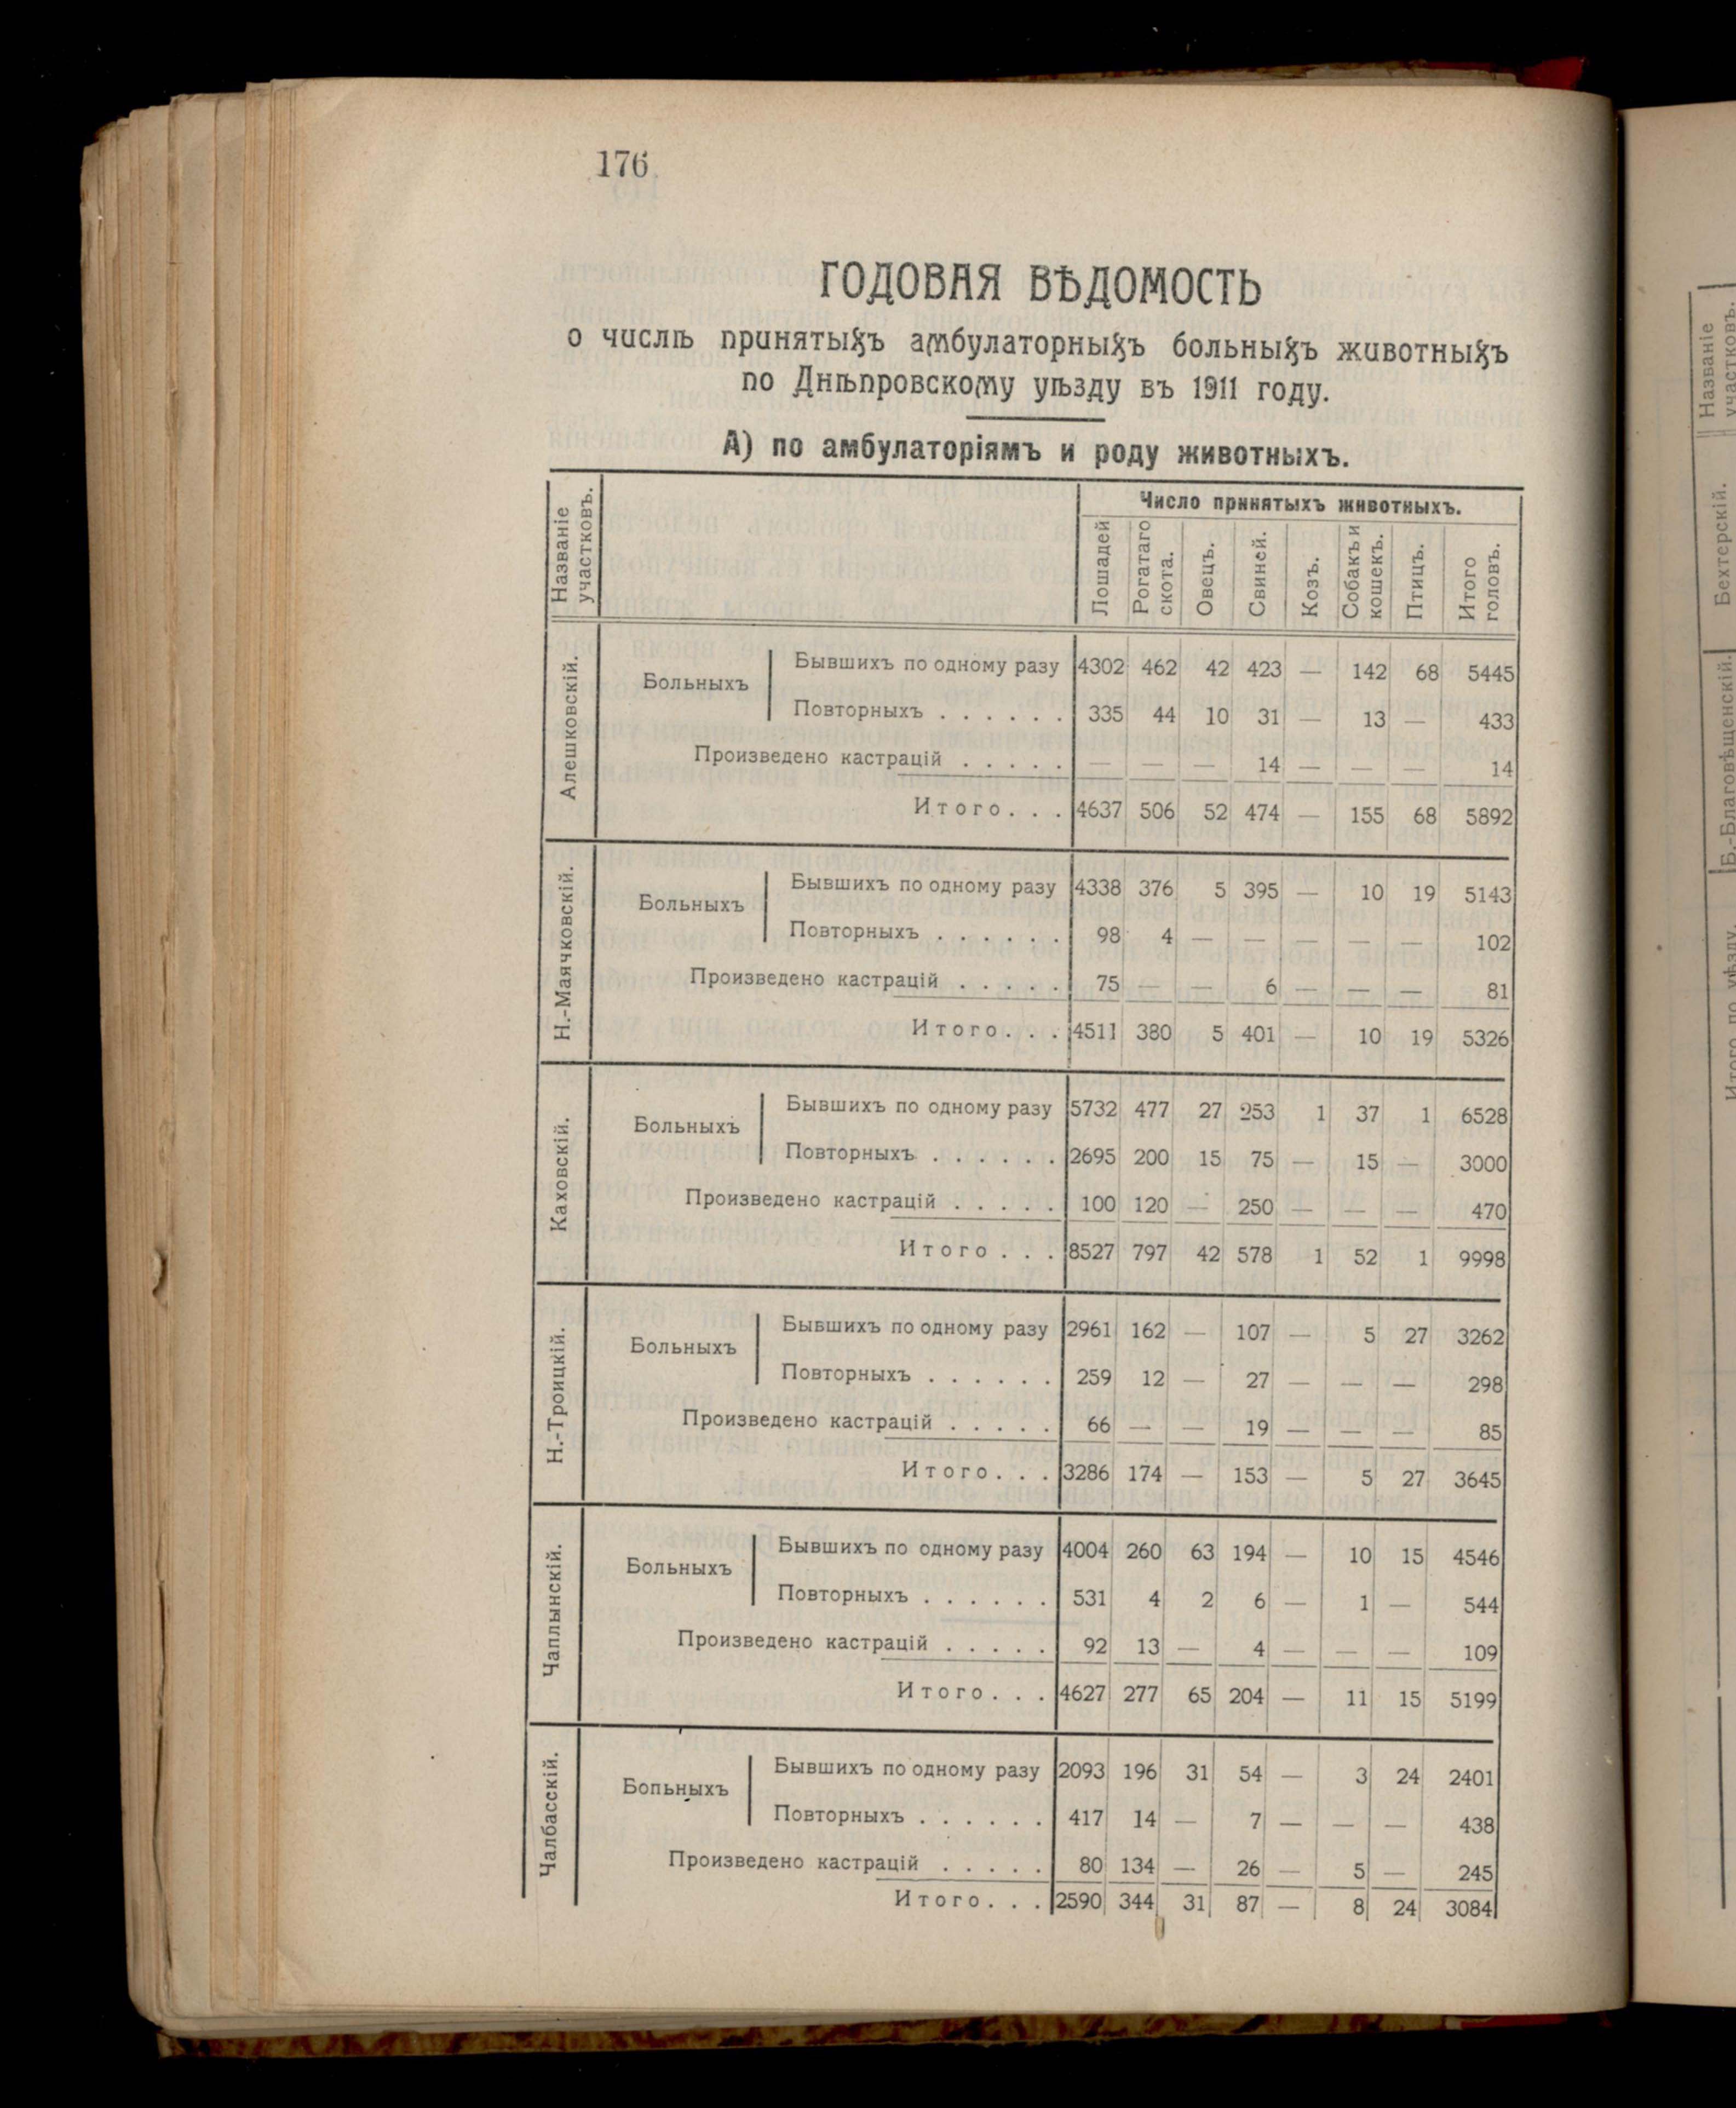 176
ГОДОВАЯ ВѢДОМОСТЬ
о числѣ принятыхъ амбулаторныхъ больныхъ животныхъ
по Днѣпровскому уѣзду въ 1911 году.
А) по амбулаторіямъ и роду животныхъ.
Названіе участковъ. Число принятыхъ животныхъ.
Лошадей Рогатаго скота. Овецъ. Свиней. Козъ. Собакъ и кошекъ. Птицъ. Итого головъ.
Алешковскій.
Больныхъ
Бывшихъ по одному разу 4302 462 42 423 — 142 68 5445
Повторныхъ . . . . . . 335 44 10 31 — 13 — 433
Произведено кастрацій . . . . . — — — 14 — — — 14
Итого. . . 4637 506 52 474 — 155 68 5892
Н.-Маячковскій.
Больныхъ
Бывшихъ по одному разу 4338 376 5 395 — 10 19 5143
Повторныхъ . . . . . . 98 4 — — — — — 102
Произведено кастрацій . . . . . 75 — — 6 — — — 81
Итого. . . 4511 380 5 401 — 10 19 5326
Каховскій.
Больныхъ
Бывшихъ по одному разу 5732 477 27 253 1 37 1 6528
Повторныхъ . . . . . . 2695 200 15 75 — 15 — 3000
Произведено кастрацій . . . . . 100 120 — 250 — — — 470
Итого . . . 8527 797 42 578 1 52 1 9998
Н.-Троицкій.
Больныхъ
Бывшихъ по одному разу 2961 162 — 107 — 5 27 3262
Повторныхъ . . . . . . 259 12 — 27 — — — 298
Произведено кастрацій . . . . . 66 — — 19 — — — 85
Итого. . . 3286 174 — 153 — 5 27 3645
Чаплынскій.
Больныхъ
Бывшихъ по одному разу 4004 260 63 194 — 10 15 4546
Повторныхъ . . . . . . 531 4 2 6 — 1 — 544
Произведено кастрацій . . . . . 92 13 — 4 — — — 109
Итого. . . 4627 277 65 204 — 11 15 5199
Чалбасскій.
Бопьныхъ
Бывшихъ по одному разу 2093 196 31 54 — 3 24 2401
Повторныхъ . . . . . . 417 14 — 7 — — — 438
Произведено кастрацій . . . . . 80 134 — 26 — 5 — 245
Итого. . . 2590 344 31 87 — 8 24 3084
Названіе участковъ.
Бехтерскій.
Б.-Благовѣщенскій.
Итого по уѣзду.